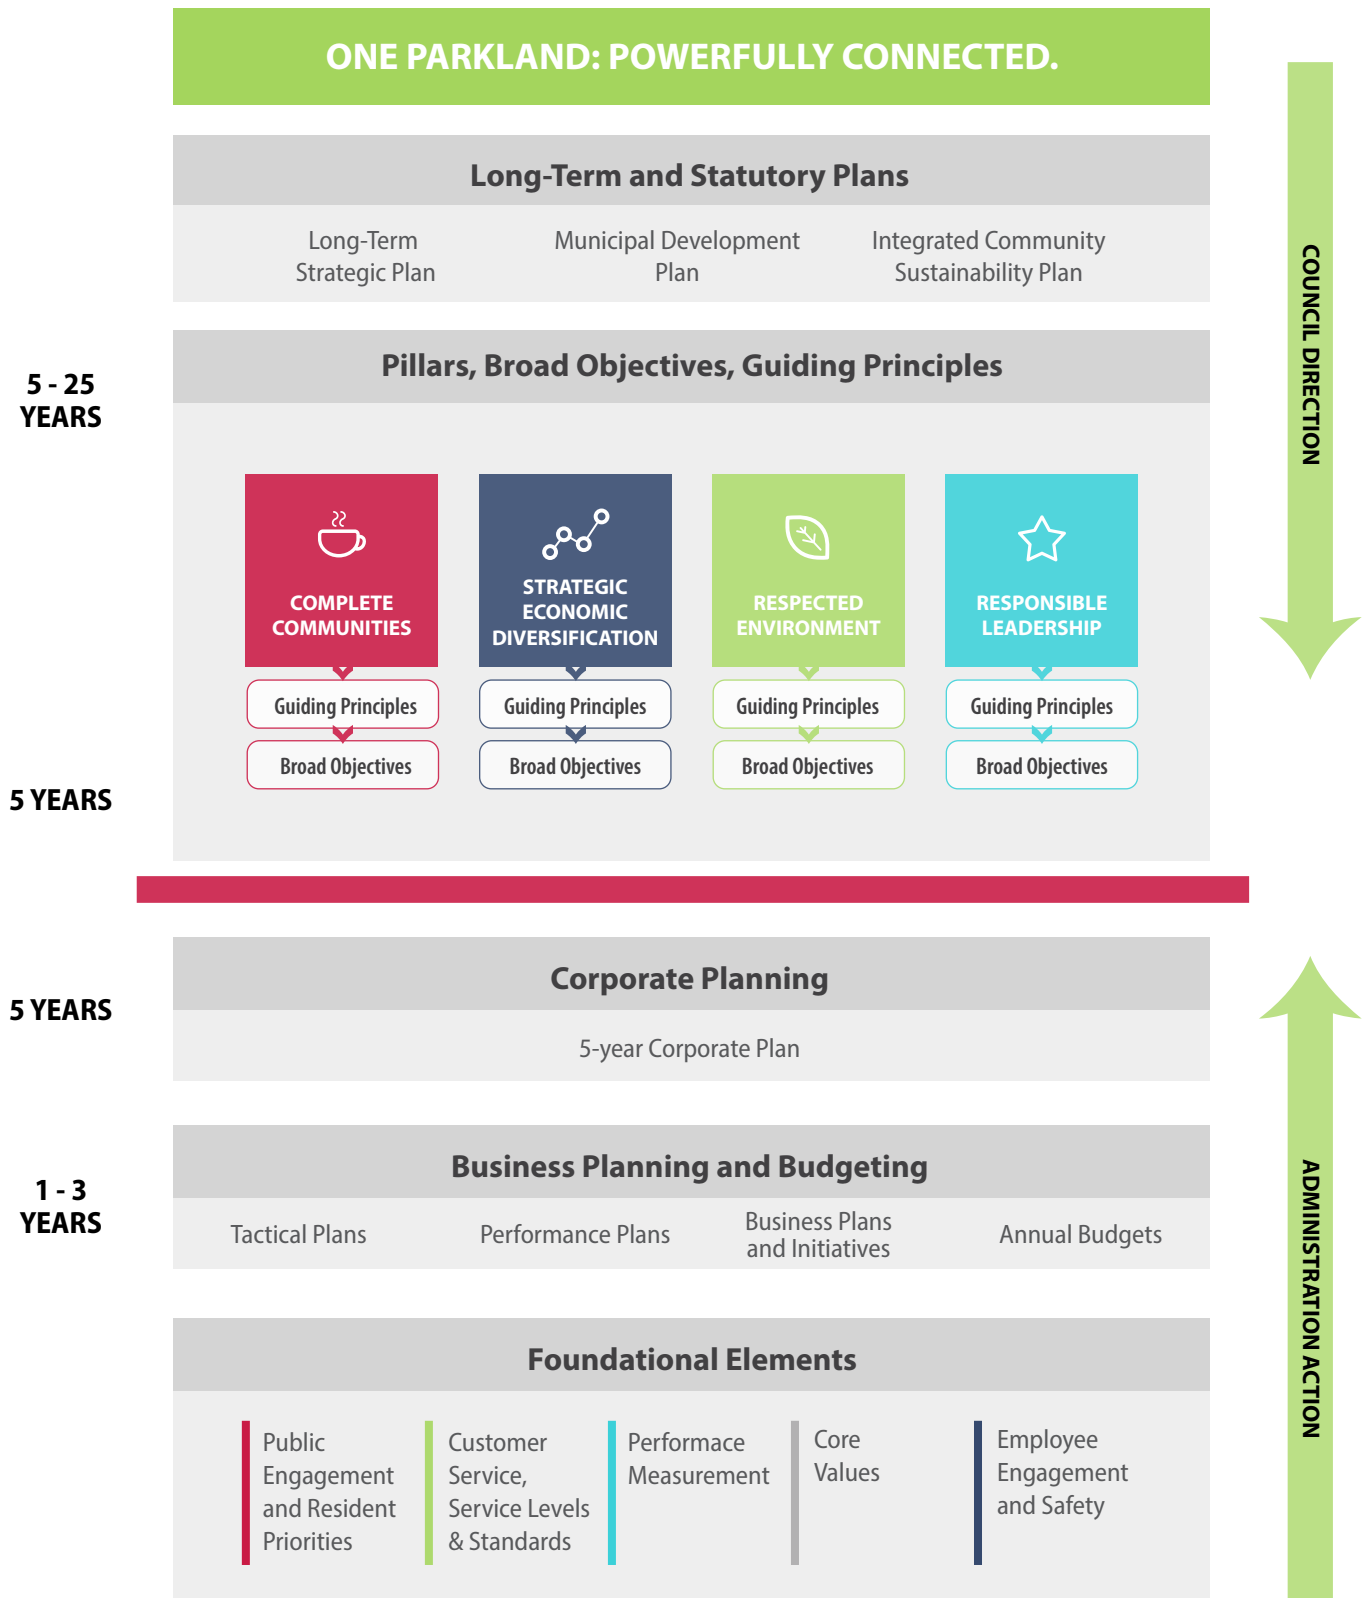 ONE PARKLAND: POWERFULLY CONNECTED.
Long-Term and Statutory Plans
Long-Term
Strategic Plan
Municipal Development
Plan
Integrated Community
Sustainability Plan
COUNCIL DIRECTION
5 - 25
YEARS
Pillars, Broad Objectives, Guiding Principles
COMPLETE
COMMUNITIES
Guiding Principles
Broad Objectives
STRATEGIC
ECONOMIC
DIVERSIFICATION
Guiding Principles
Broad Objectives
RESPECTED
ENVIRONMENT
Guiding Principles
Broad Objectives
RESPONSIBLE
LEADERSHIP
Guiding Principles
Broad Objectives
5 YEARS
5 YEARS
Corporate Planning
5-year Corporate Plan
1 - 3
YEARS
Business Planning and Budgeting
Tactical Plans
Performance Plans
Business Plans
and Initiatives
Annual Budgets
ADMINISTRATION ACTION
Foundational Elements
Public
Engagement
and Resident
Priorities
Customer
Service,
Service Levels
& Standards
Performace
Measurement
Core
Values
Employee
Engagement
and Safety